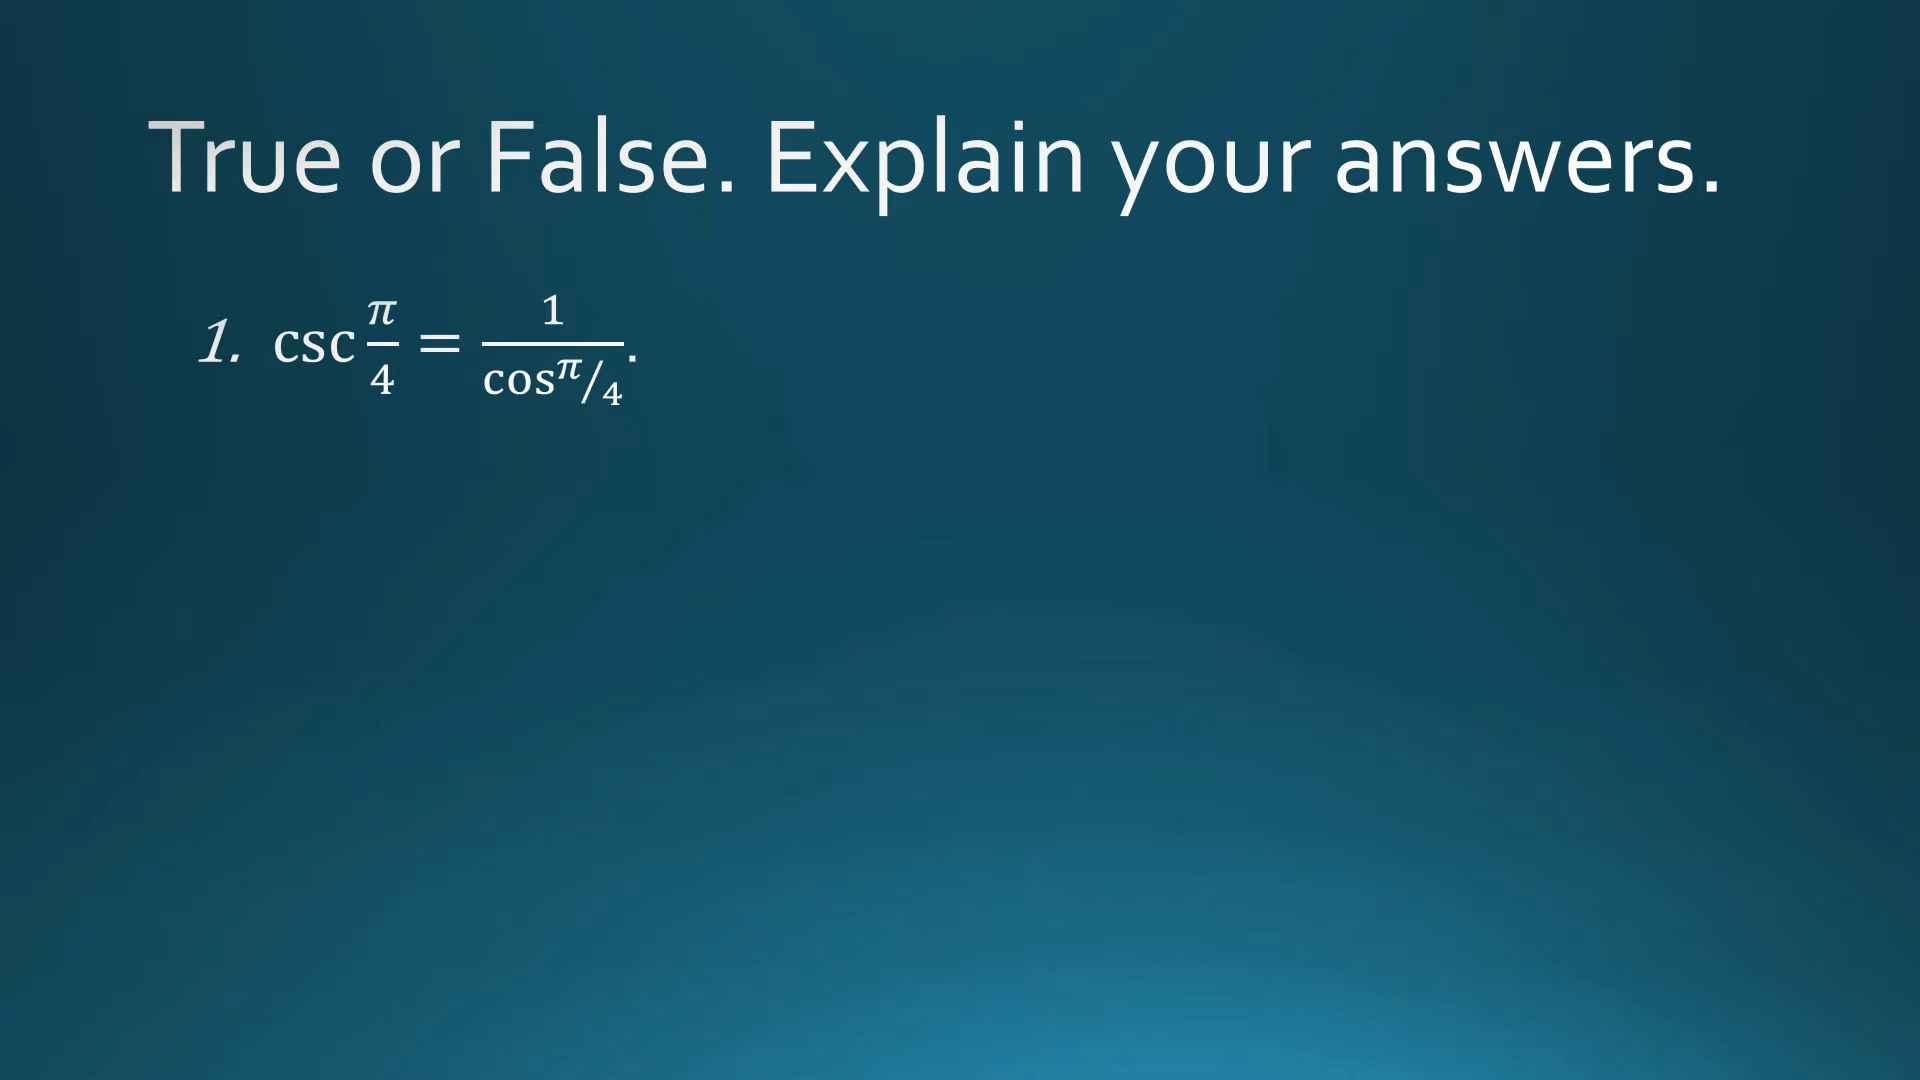 True or False. Explain your answers.
1. csc π/4 = 1/cos π/4.